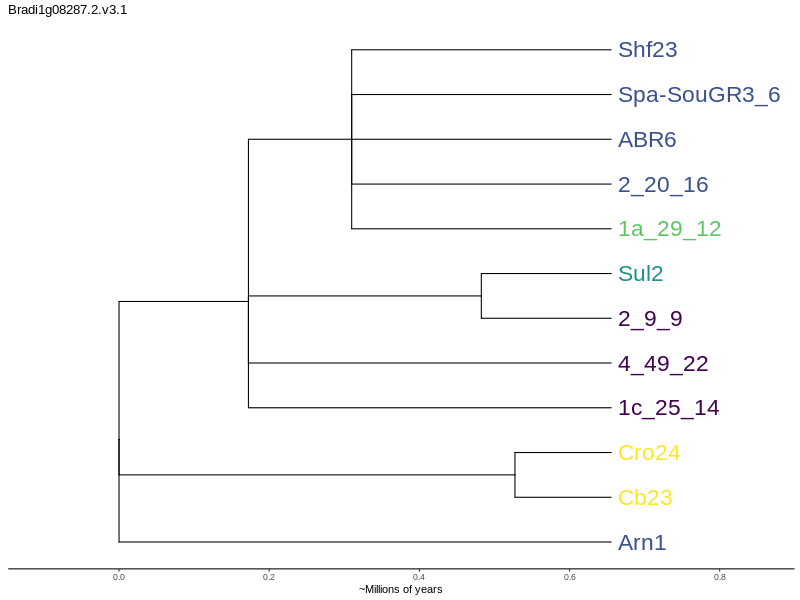 Bradi1g08287.2.v3.1
Shf23
Spa-SouGR3_6
ABR6
2_20_16
1a_29_12
Sul2
2_9_9
4_49_22
1c_25_14
Cro24
Cb23
Arn1
0.0 0.2 0.4 0.6 0.8
~Millions of years